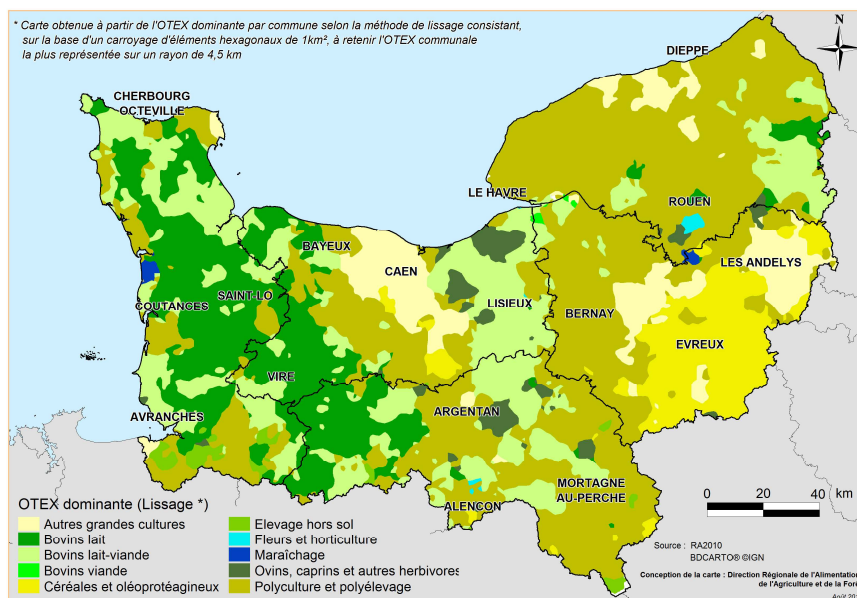 * Carte obtenue à partir de l'OTEX dominante par commune selon la méthode de lissage consistant,
sur la base d'un carroyage d'éléments hexagonaux de 1km², à retenir l'OTEX communale
la plus représentée sur un rayon de 4,5 km
N
DIEPPE
CHERBOURG
OCTEVILLE
LE HAVRE
ROUEN
BAYEUX
CAEN
LES ANDELYS
SAINT-LO
COUTANCES
LISIEUX
BERNAY
EVREUX
VIRE
AVRANCHES
ARGENTAN
MORTAGNE
AU-PERCHE
ALENCON
0 20 40 km
OTEX dominante (Lissage *)
Autres grandes cultures
Bovins lait
Bovins lait-viande
Bovins viande
Céréales et oléoprotéagineux
Elevage hors sol
Fleurs et horticulture
Maraîchage
Ovins, caprins et autres herbivores
Polyculture et polyélevage
Source : RA2010
BDCARTO® ©IGN
Conception de la carte : Direction Régionale de l'Alimentation
de l'Agriculture et de la
Août